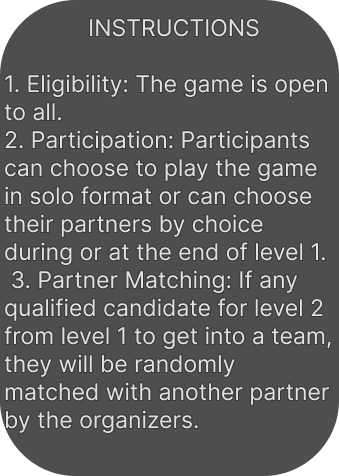 INSTRUCTIONS
1. Eligibility: The game is open
to all.
2. Participation: Participants
can choose to play the game
in solo format or can choose
their partners by choice
during or at the end of level 1.
3. Partner Matching: If any
qualified candidate for level 2
from level 1 to get into a team,
they will be randomly
matched with another partner
by the organizers.